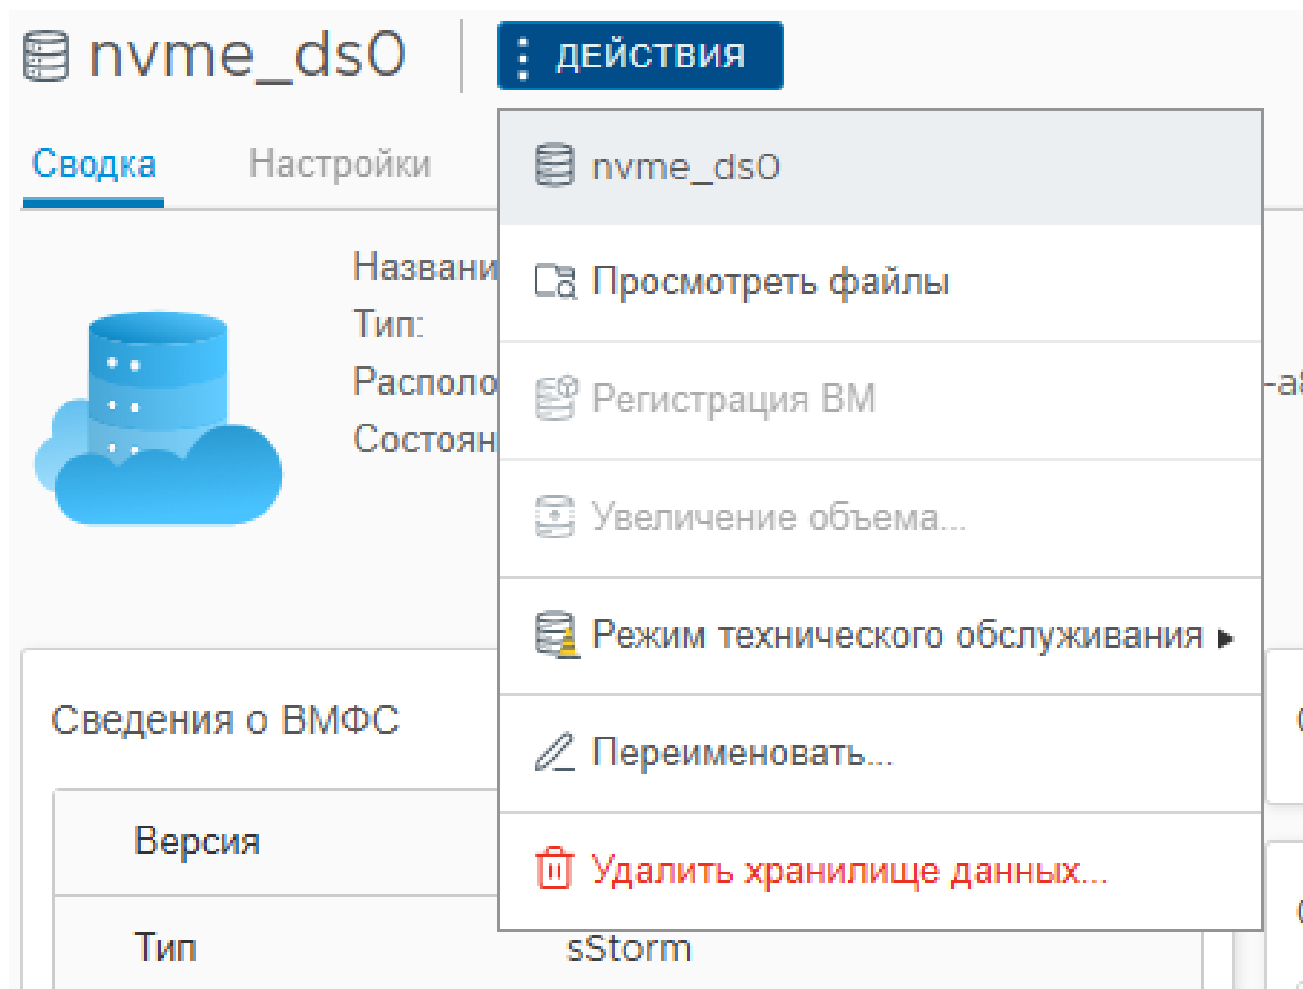 nvme_ds0
ДЕЙСТВИЯ
Сводка
Настройки
nvme_ds0
Просмотреть файлы
Регистрация ВМ
Увеличение объема...
Режим технического обслуживания
Переименовать...
Удалить хранилище данных...
Тип:
Сведения о ВМФС
Версия
Тип
sStorm